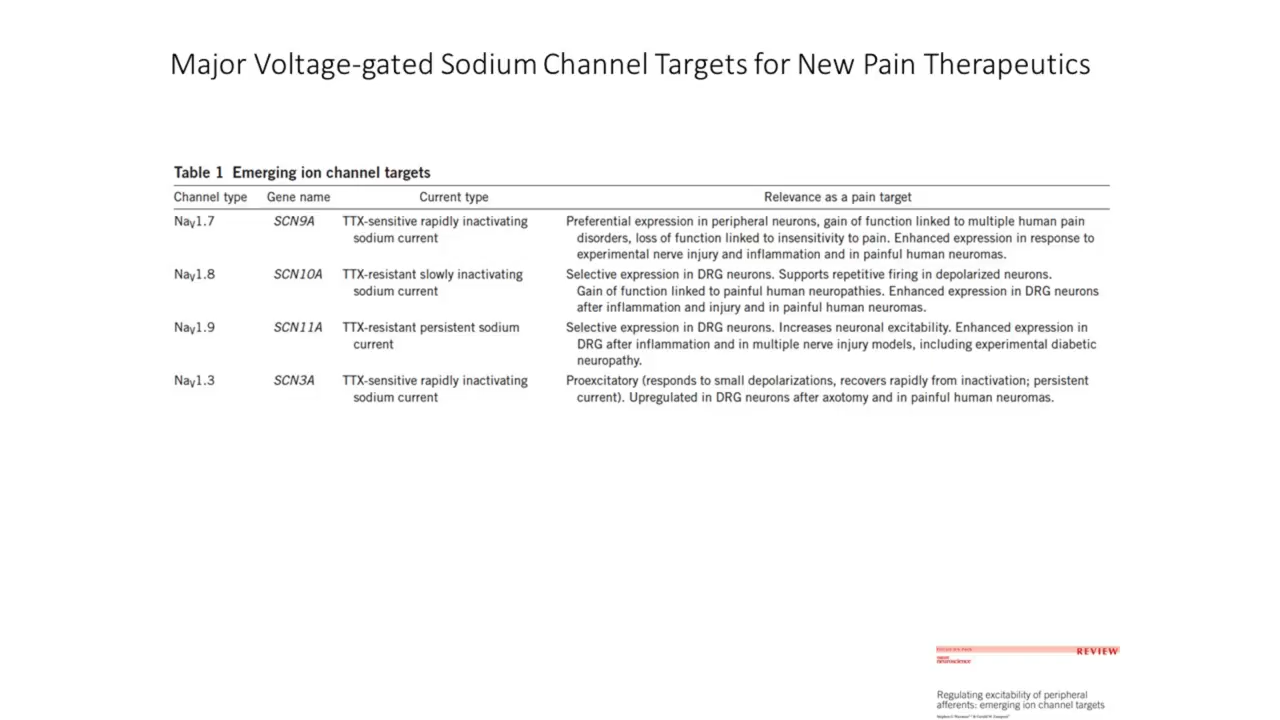 Major Voltage-gated Sodium Channel Targets for New Pain Therapeutics
Table 1 Emerging ion channel targets
Channel type Gene name Current type Relevance as a pain target
NaV1.7 SCN9A TTX-sensitive rapidly inactivating Preferential expression in peripheral neurons, gain of function linked to multiple human pain
sodium current disorders, loss of function linked to insensitivity to pain. Enhanced expression in response to
experimental nerve injury and inflammation and in painful human neuromas.
NaV1.8 SCN10A TTX-resistant slowly inactivating Selective expression in DRG neurons. Supports repetitive firing in depolarized neurons.
sodium current Gain of function linked to painful human neuropathies. Enhanced expression in DRG neurons
after inflammation and injury and in painful human neuromas.
NaV1.9 SCN11A TTX-resistant persistent sodium Selective expression in DRG neurons. Increases neuronal excitability. Enhanced expression in
current DRG after inflammation and in multiple nerve injury models, including experimental diabetic
neuropathy.
NaV1.3 SCN3A TTX-sensitive rapidly inactivating Proexcitatory (responds to small depolarizations, recovers rapidly from inactivation; persistent
sodium current current). Upregulated in DRG neurons after axotomy and in painful human neuromas.
REVIEW
neuroscience
Regulating excitability of peripheral
afferents: emerging ion channel targets